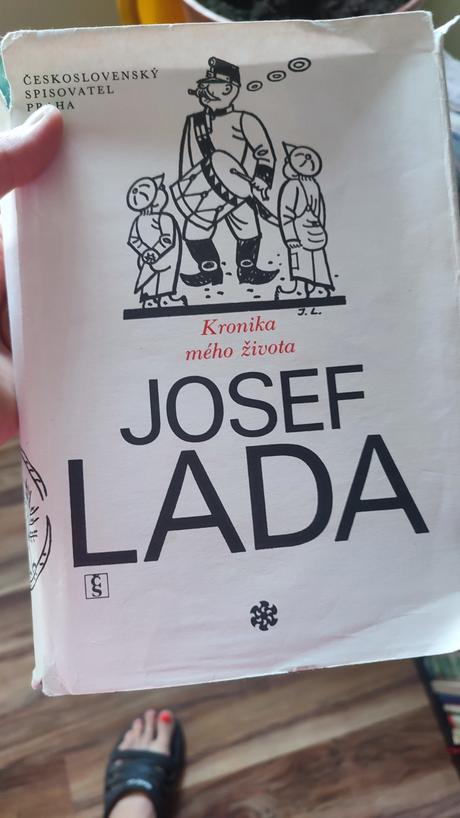 ČESKOSLOVENSKÝ
SPISOVATEL
PRAHA
J. L.
Kronika
mého života
JOSEF
LADA
čs